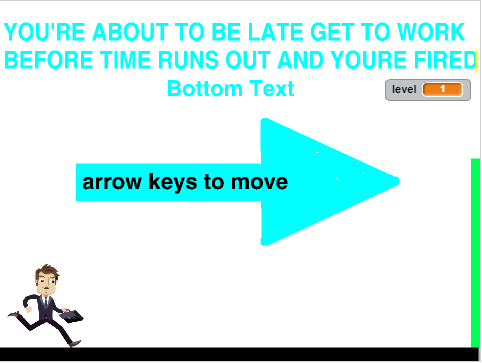 YOU'RE ABOUT TO BE LATE GET TO WORK
BEFORE TIME RUNS OUT AND YOURE FIRED
Bottom Text
level 1
arrow keys to move